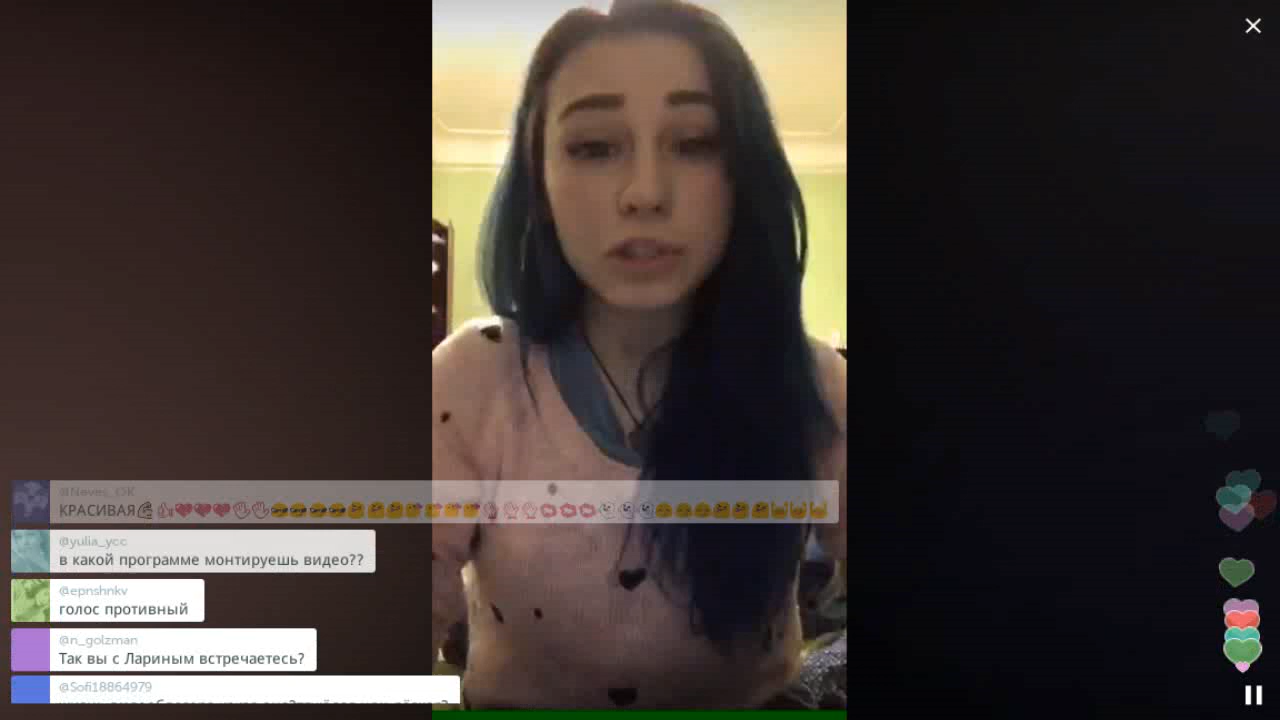 @Neves_OK
КРАСИВАЯ
@yulia_ycc
в какой программе монтируешь видео??
@epnshnkv
голос противный
@n_golzman
Так вы с Лариным встречаетесь?
@Sofi18864979